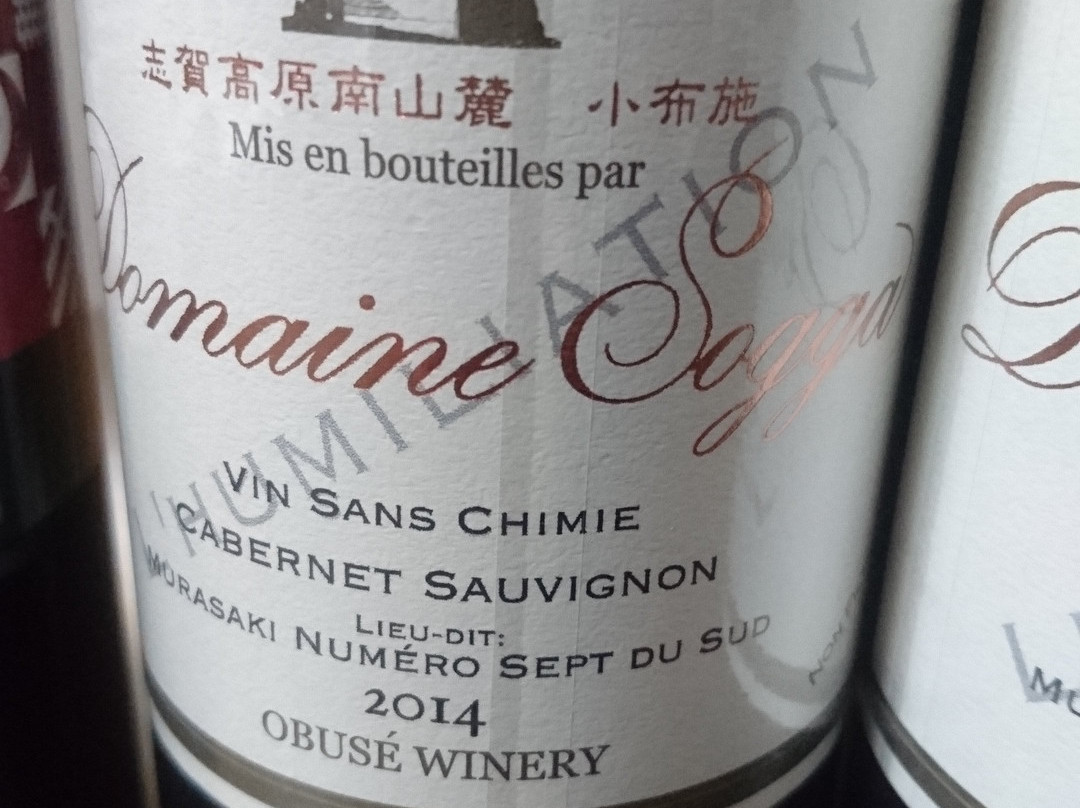 志賀高原南山麓 小布施
Mis en bouteilles par
Domaine Sogga
HUMILIATION
VIN SANS CHIMIE
CABERNET SAUVIGNON
LIEU-DIT:
MURASAKI NUMÉRO SEPT DU SUD
2014
OBUSÉ WINERY